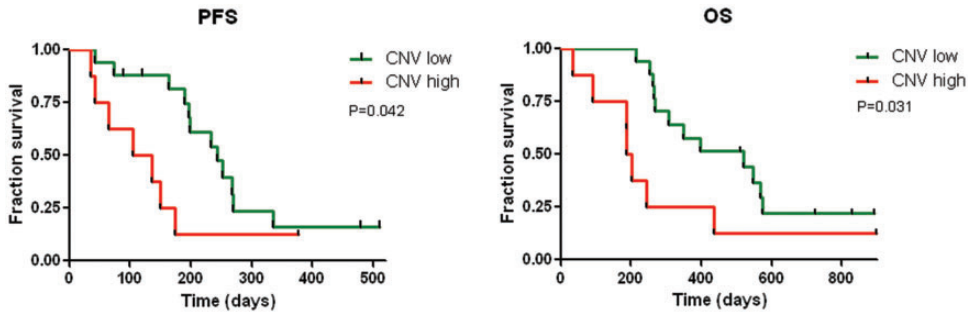 PFS
1.00
0.75
0.50
0.25
0.00
Fraction survival
0 100 200 300 400 500
Time (days)
CNV low
CNV high
P=0.042
OS
1.00
0.75
0.50
0.25
0.00
Fraction survival
0 200 400 600 800
Time (days)
CNV low
CNV high
P=0.031